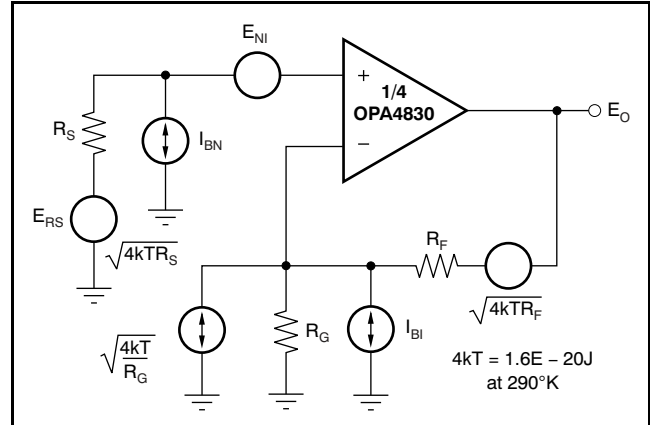 E_NI
+
1/4
OPA4830
−
E_O
R_S
I_BN
E_RS
√4kTR_S
R_F
√4kTR_F
√4kT/R_G
R_G
I_BI
4kT = 1.6E − 20J
at 290°K